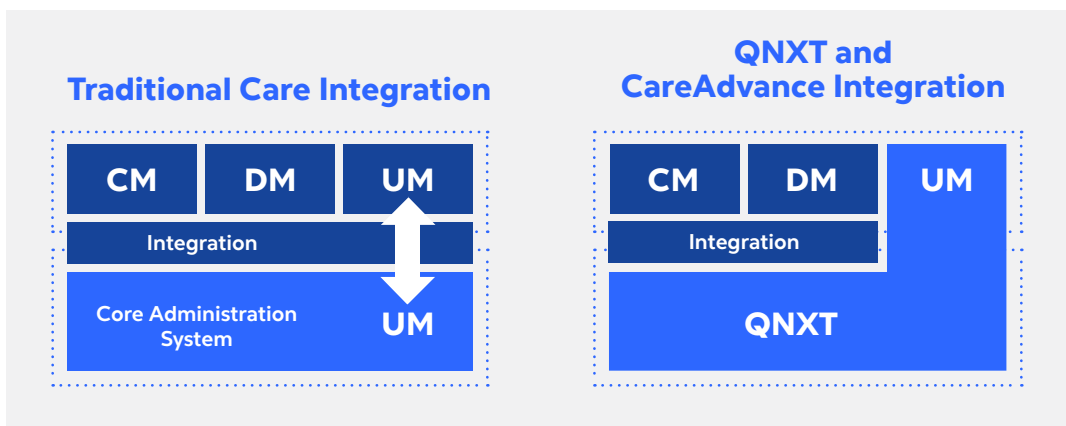 Traditional Care Integration
CM
DM
UM
Integration
Core Administration
System
UM
QNXT and
CareAdvance Integration
CM
DM
UM
Integration
QNXT